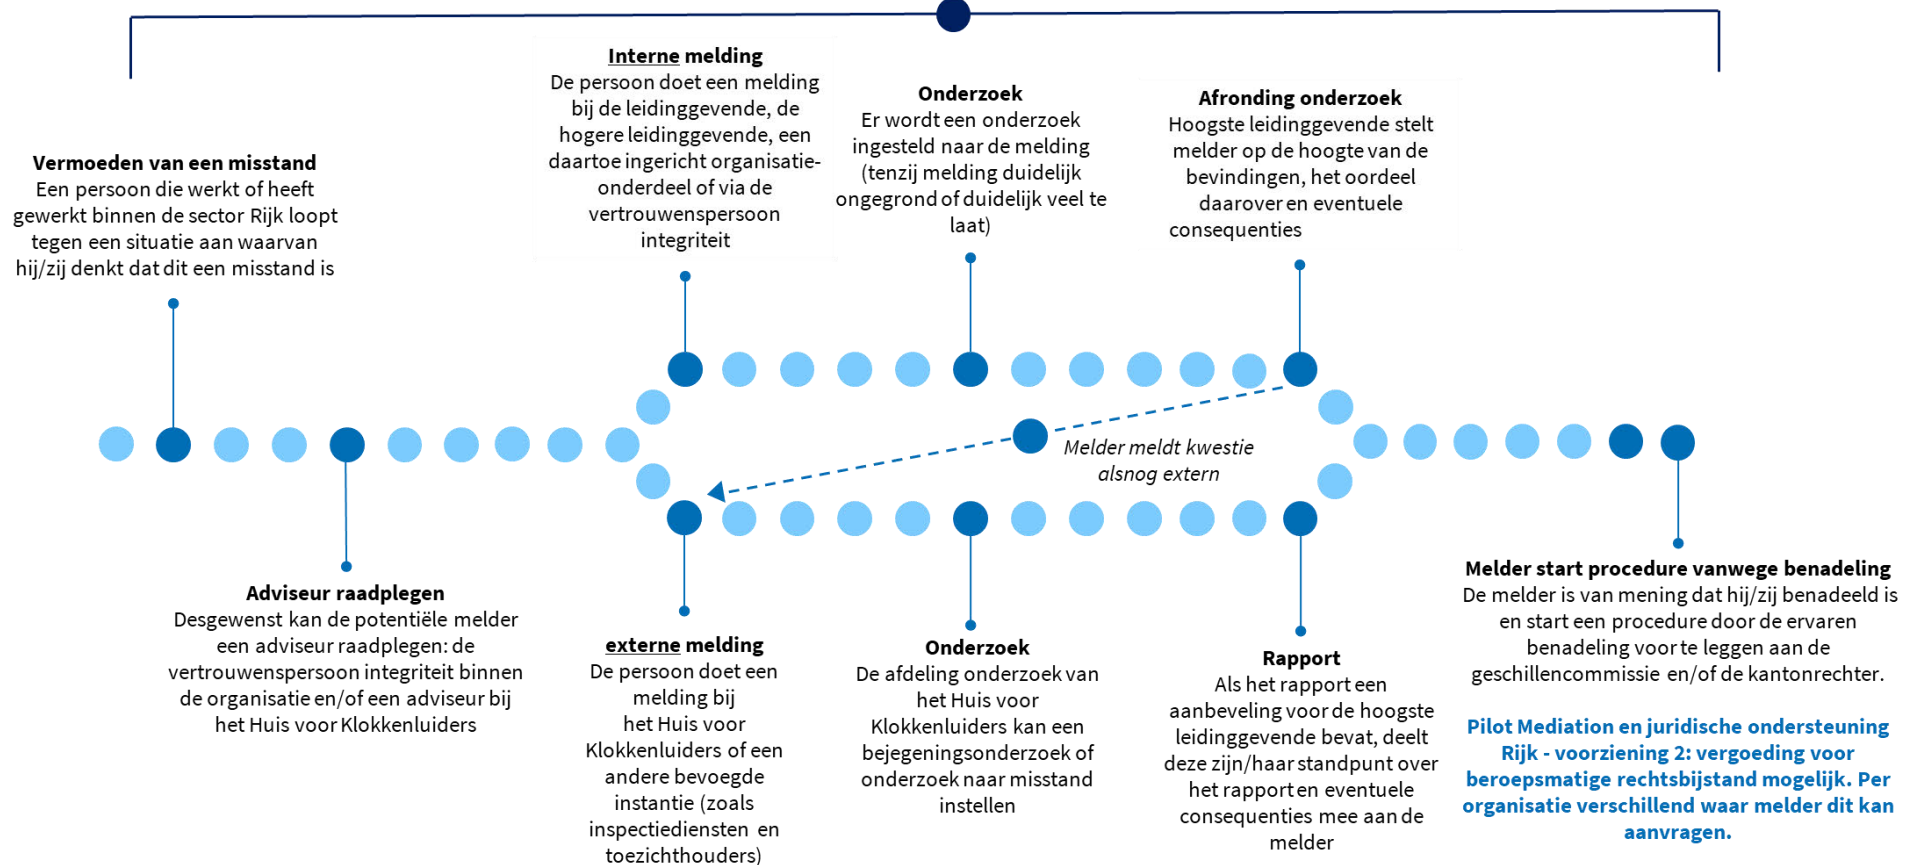 Vermoeden van een misstand
Een persoon die werkt of heeft
gewerkt binnen de sector Rijk loopt
tegen een situatie aan waarvan
hij/zij denkt dat dit een misstand is
Interne melding
De persoon doet een melding
bij de leidinggevende, de
hogere leidinggevende, een
daartoe ingericht organisatie-
onderdeel of via de
vertrouwenspersoon
integriteit
Onderzoek
Er wordt een onderzoek
ingesteld naar de melding
(tenzij melding duidelijk
ongegrond of duidelijk veel te
laat)
Afronding onderzoek
Hoogste leidinggevende stelt
melder op de hoogte van de
bevindingen, het oordeel
daarover en eventuele
consequenties
Melder meldt kwestie
alsnog extern
Adviseur raadplegen
Desgewenst kan de potentiële melder
een adviseur raadplegen: de
vertrouwenspersoon integriteit binnen
de organisatie en/of een adviseur bij
het Huis voor Klokkenluiders
externe melding
De persoon doet een
melding bij
het Huis voor
Klokkenluiders of een
andere bevoegde
instantie (zoals
inspectiediensten en
toezichthouders)
Onderzoek
De afdeling onderzoek van
het Huis voor
Klokkenluiders kan een
bejegeningsonderzoek of
onderzoek naar misstand
instellen
Rapport
Als het rapport een
aanbeveling voor de hoogste
leidinggevende bevat, deelt
deze zijn/haar standpunt over
het rapport en eventuele
consequenties mee aan de
melder
Melder start procedure vanwege benadeling
De melder is van mening dat hij/zij benadeeld is
en start een procedure door de ervaren
benadeling voor te leggen aan de
geschillencommissie en/of de kantonrechter.
Pilot Mediation en juridische ondersteuning
Rijk - voorziening 2: vergoeding voor
beroepsmatige rechtsbijstand mogelijk. Per
organisatie verschillend waar melder dit kan
aanvragen.